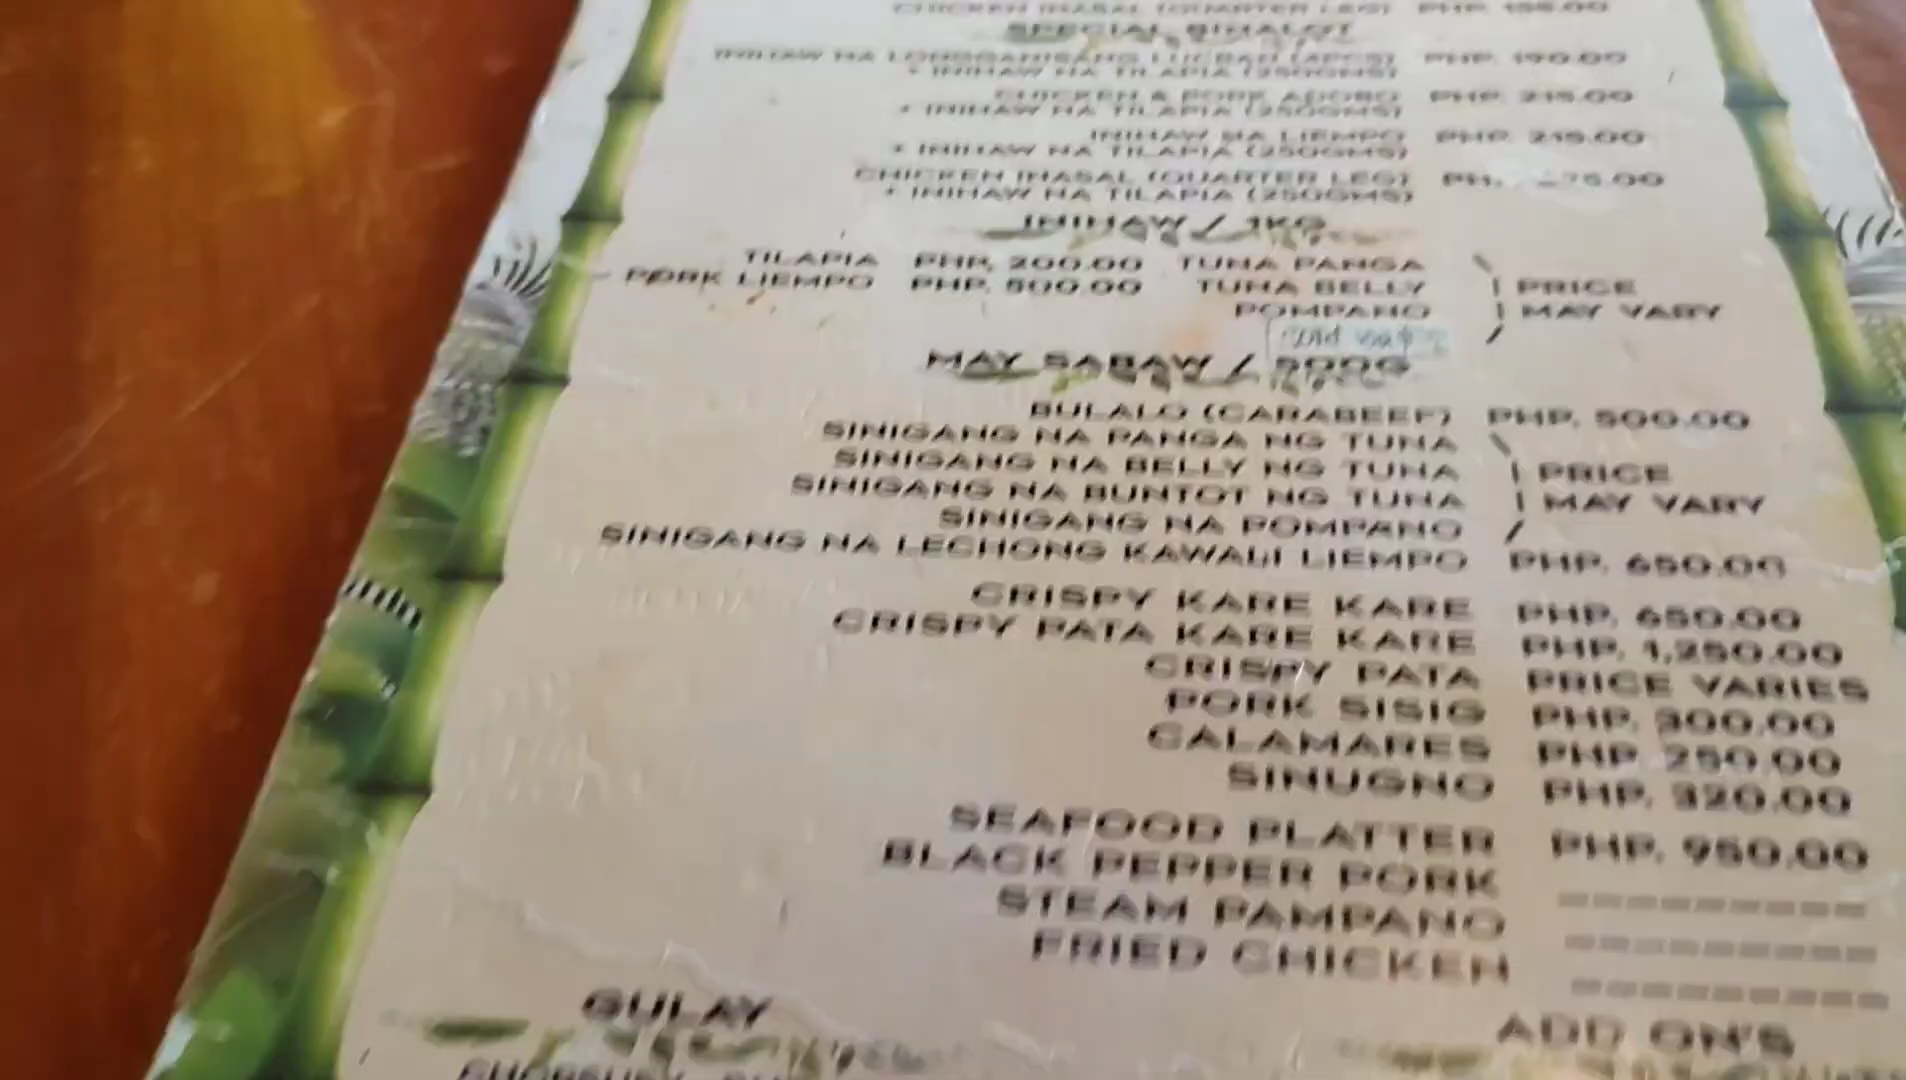 CHICKEN INASAL (QUARTER LEG) PHP.
SPECIAL BINALOT
INIHAW NA LONGGANISANG LUCBAN (4PCS) PHP. 190.00
+ INIHAW NA TILAPIA (250GMS)
CHICKEN & PORK ADOBO PHP. 215.00
+ INIHAW NA TILAPIA (250GMS)
INIHAW NA LIEMPO PHP. 215.00
+ INIHAW NA TILAPIA (250GMS)
CHICKEN INASAL (QUARTER LEG)
+ INIHAW NA TILAPIA (250GMS)
INIHAW / 1KG
TILAPIA PHP. 200.00 TUNA PANGA \
PORK LIEMPO PHP. 500.00 TUNA BELLY | PRICE
POMPANO | MAY VARY
/
MAY SABAW / 500G
BULALO (CARABEEF) PHP. 500.00
SINIGANG NA PANGA NG TUNA \
SINIGANG NA BELLY NG TUNA | PRICE
SINIGANG NA BUNTOT NG TUNA | MAY VARY
SINIGANG NA POMPANO /
SINIGANG NA LECHONG KAWALI LIEMPO PHP. 650.00
CRISPY KARE KARE PHP. 650.00
CRISPY PATA KARE KARE PHP. 1,250.00
CRISPY PATA PRICE VARIES
PORK SISIG PHP. 300.00
CALAMARES PHP. 250.00
SINUGNO PHP. 320.00
SEAFOOD PLATTER PHP. 950.00
BLACK PEPPER PORK ==========
STEAM PAMPANO ==========
FRIED CHICKEN ==========
GULAY
ADD ON'S